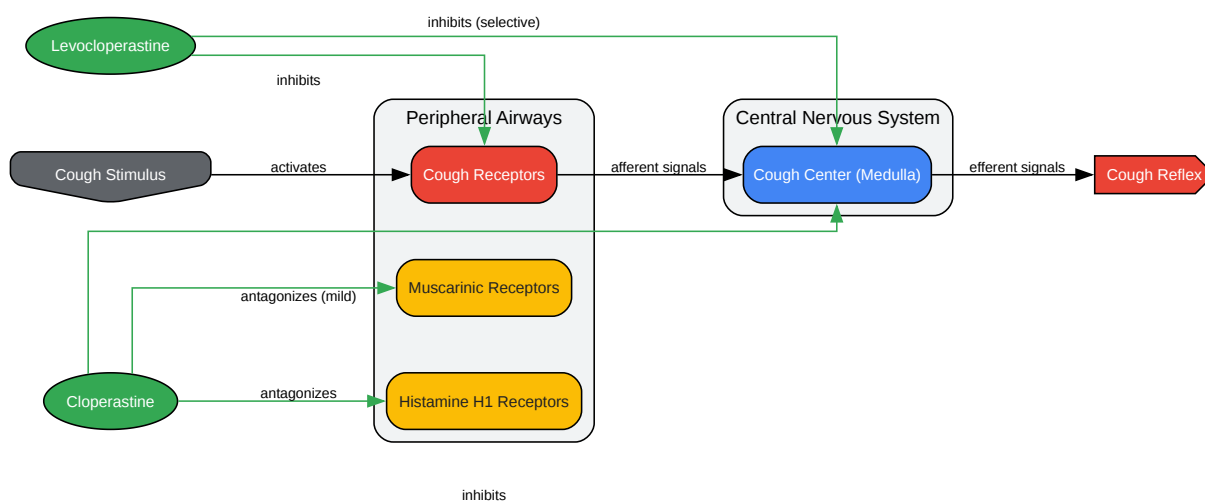 inhibits (selective)
Levocloperastine
inhibits
Peripheral Airways
Central Nervous System
Cough Stimulus
activates
Cough Receptors
afferent signals
Cough Center (Medulla)
efferent signals
Cough Reflex
Muscarinic Receptors
antagonizes (mild)
Cloperastine
antagonizes
Histamine H1 Receptors
inhibits